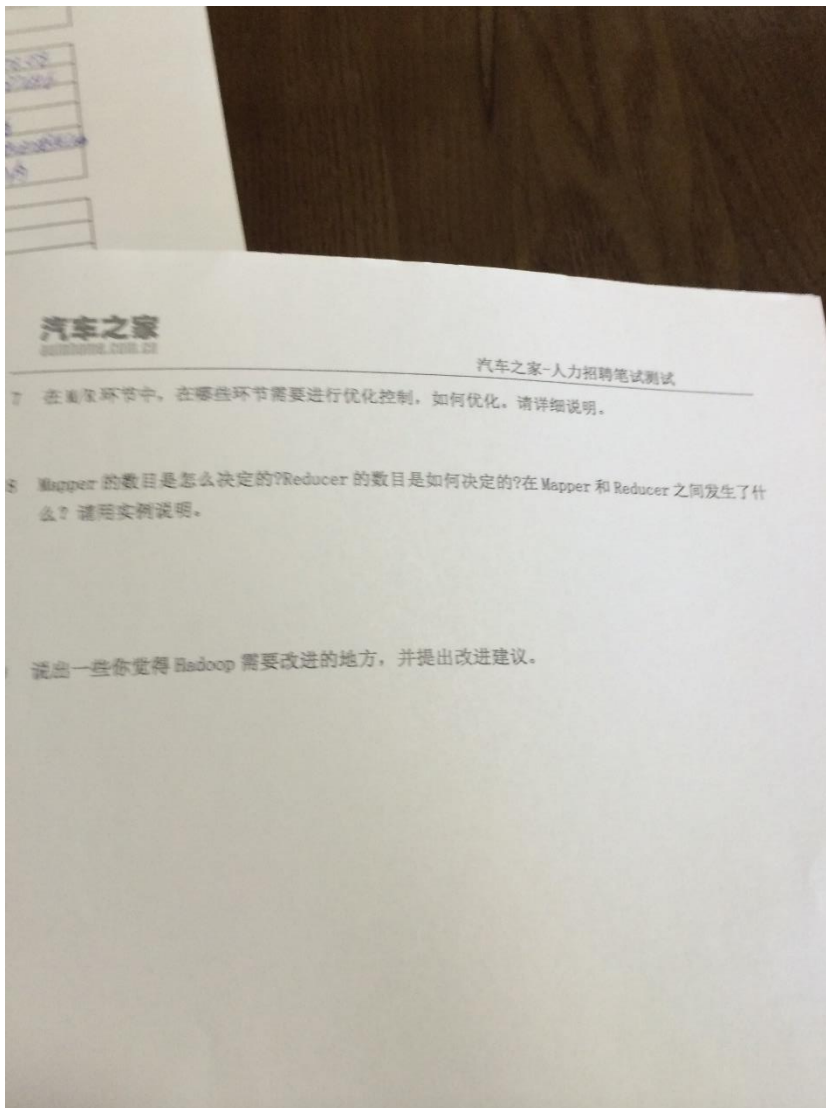 汽车之家
autohome.com.cn
汽车之家-人力招聘笔试测试
7 在 环节中，在哪些环节需要进行优化控制，如何优化。请详细说明。
8 Mapper 的数目是怎么决定的?Reducer 的数目是如何决定的?在 Mapper 和 Reducer 之间发生了什
么？请用实例说明。
说出一些你觉得 Hadoop 需要改进的地方，并提出改进建议。